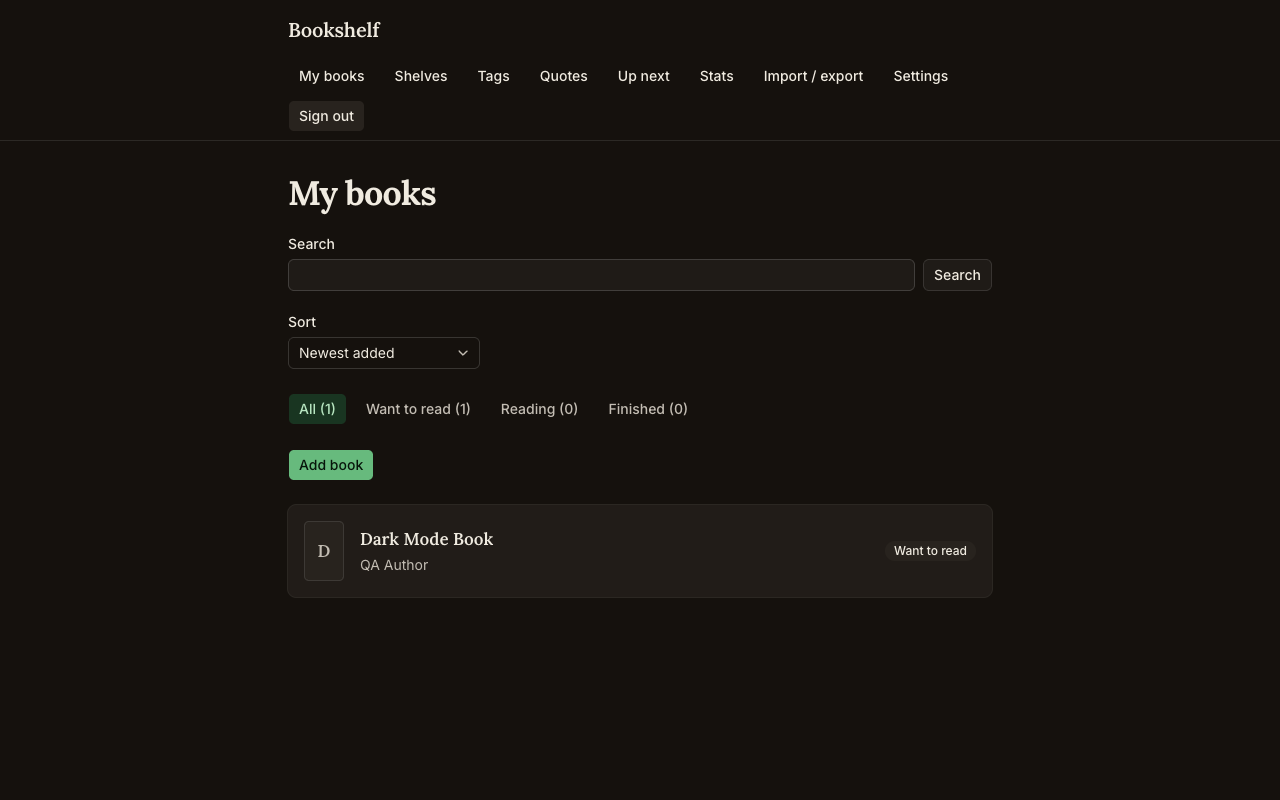 Bookshelf
My books Shelves Tags Quotes Up next Stats Import / export Settings
Sign out
My books
Search
Search
Sort
Newest added
All (1) Want to read (1) Reading (0) Finished (0)
Add book
D
Dark Mode Book
QA Author
Want to read